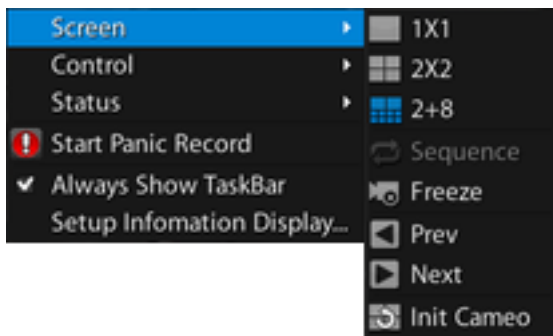 Screen
Control
Status
Start Panic Record
Always Show TaskBar
Setup Infomation Display...
1X1
2X2
2+8
Sequence
Freeze
Prev
Next
Init Cameo